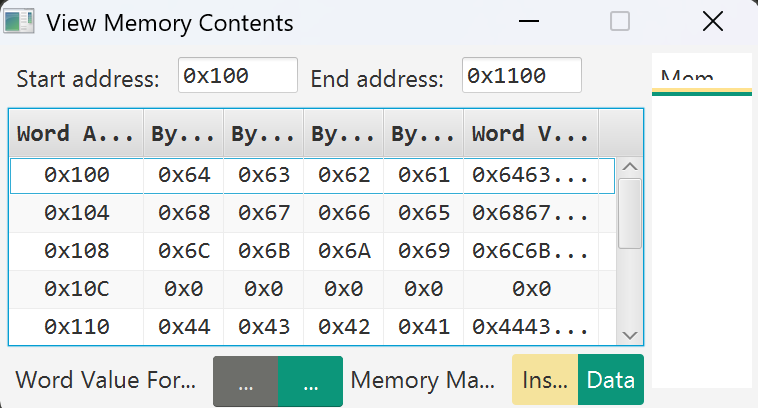 View Memory Contents
Start address: 0x100 End address: 0x1100
Word A... By... By... By... By... Word V...
0x100 0x64 0x63 0x62 0x61 0x6463...
0x104 0x68 0x67 0x66 0x65 0x6867...
0x108 0x6C 0x6B 0x6A 0x69 0x6C6B...
0x10C 0x0 0x0 0x0 0x0 0x0
0x110 0x44 0x43 0x42 0x41 0x4443...
Word Value For... ... ... Memory Ma... Ins... Data
Mem